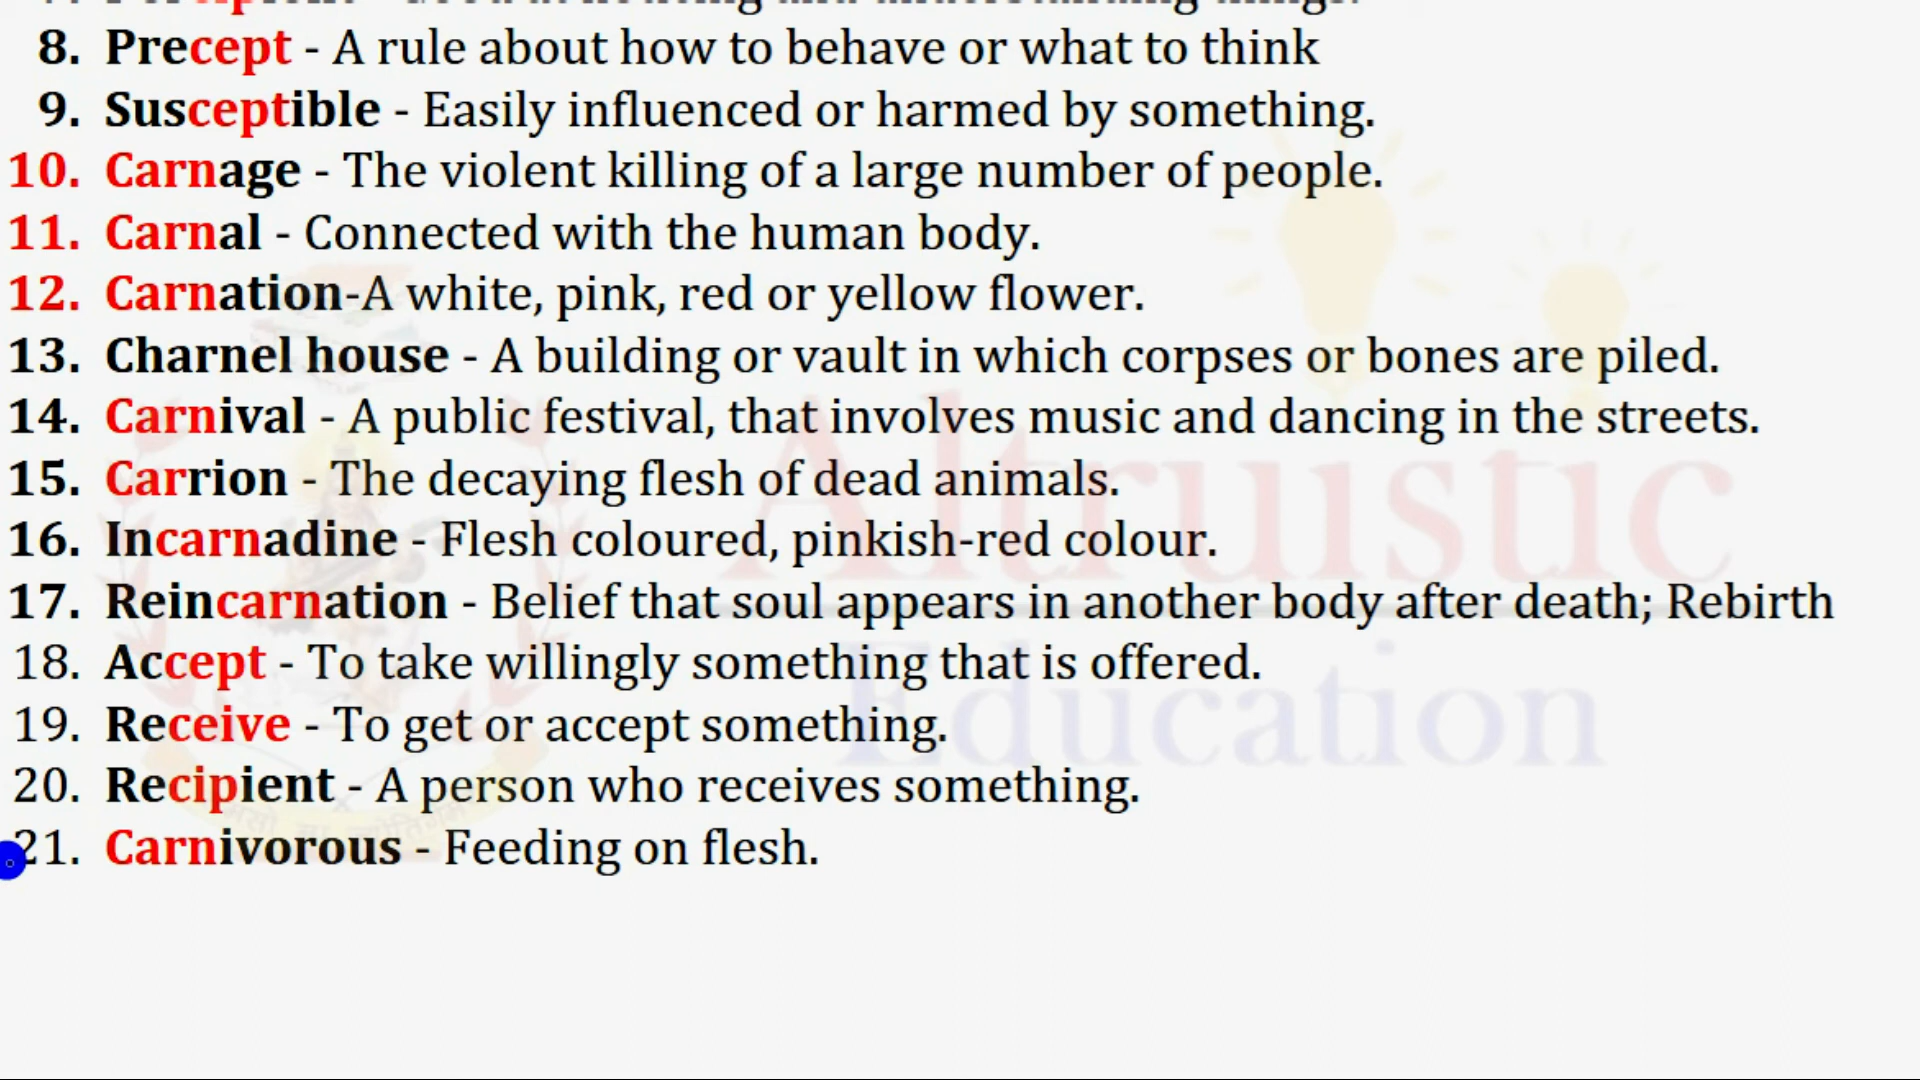 8. Precept - A rule about how to behave or what to think
9. Susceptible - Easily influenced or harmed by something.
10. Carnage - The violent killing of a large number of people.
11. Carnal - Connected with the human body.
12. Carnation-A white, pink, red or yellow flower.
13. Charnel house - A building or vault in which corpses or bones are piled.
14. Carnival - A public festival, that involves music and dancing in the streets.
15. Carrion - The decaying flesh of dead animals.
16. Incarnadine - Flesh coloured, pinkish-red colour.
17. Reincarnation - Belief that soul appears in another body after death; Rebirth
18. Accept - To take willingly something that is offered.
19. Receive - To get or accept something.
20. Recipient - A person who receives something.
21. Carnivorous - Feeding on flesh.
Altruistic
Education